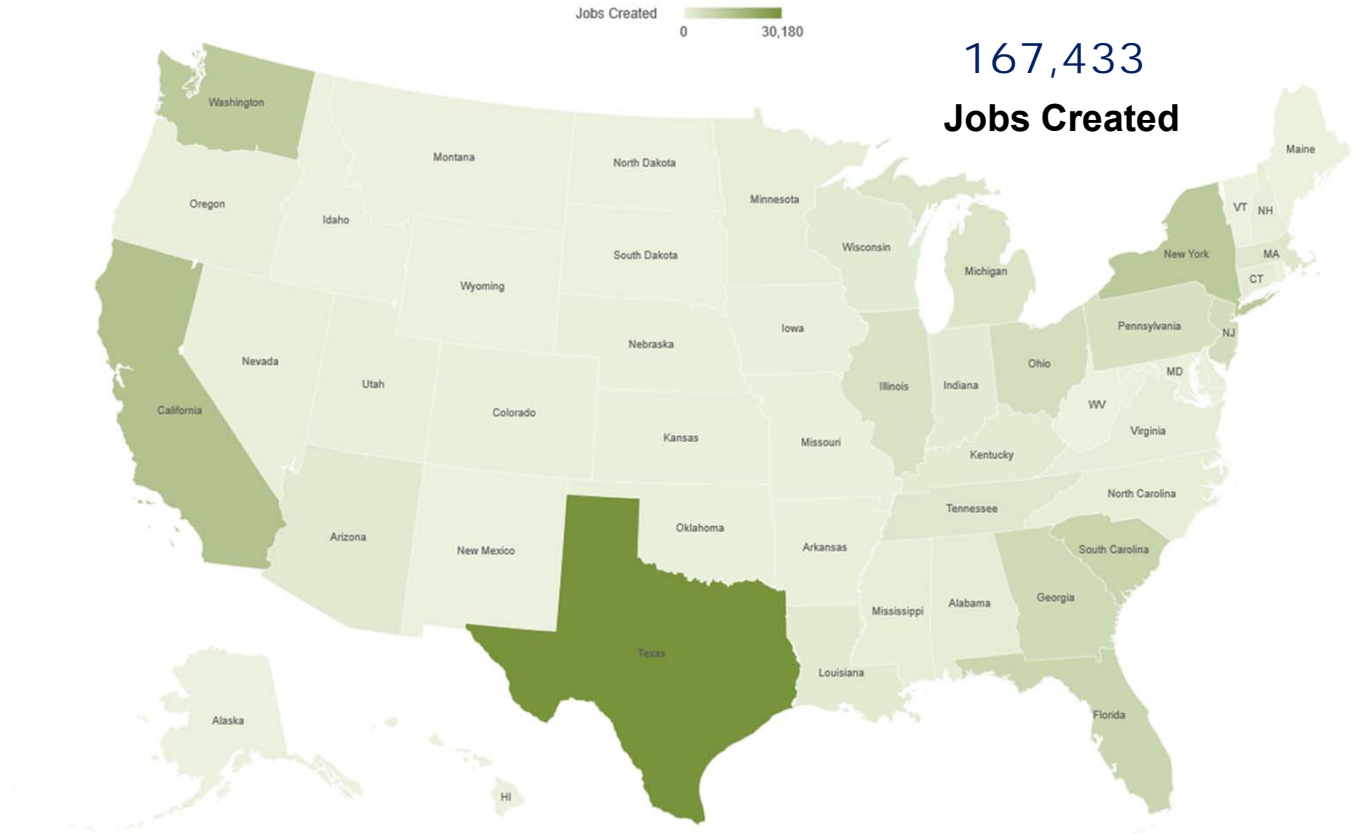 Jobs Created
0 30,180
167,433
Jobs Created
Washington
Montana
North Dakota
Minnesota
Maine
Oregon
Idaho
VT NH
Wisconsin
South Dakota
New York
MA
Michigan
CT
Wyoming
Iowa
Pennsylvania
NJ
Nebraska
Nevada
Ohio
MD
Utah
Illinois
Indiana
California
Colorado
WV
Kansas
Missouri
Virginia
Kentucky
North Carolina
Tennessee
Arizona
New Mexico
Oklahoma
Arkansas
South Carolina
Mississippi
Alabama
Georgia
Texas
Louisiana
Alaska
Florida
HI